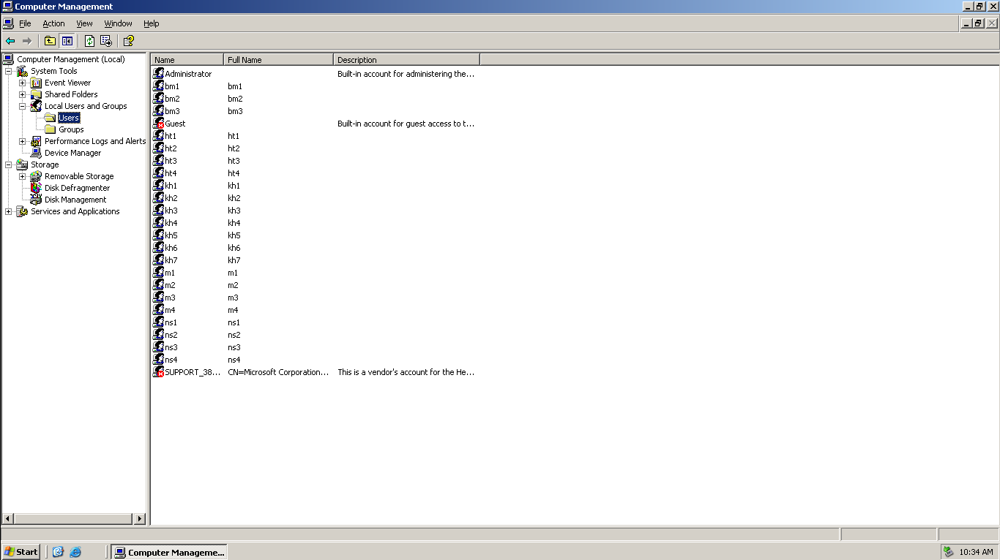 Computer Management
File Action View Window Help
Computer Management (Local)
System Tools
Event Viewer
Shared Folders
Local Users and Groups
Users
Groups
Performance Logs and Alerts
Device Manager
Storage
Removable Storage
Disk Defragmenter
Disk Management
Services and Applications
Name Full Name Description
Administrator Built-in account for administering the...
bm1 bm1
bm2 bm2
bm3 bm3
Guest Built-in account for guest access to t...
ht1 ht1
ht2 ht2
ht3 ht3
ht4 ht4
kh1 kh1
kh2 kh2
kh3 kh3
kh4 kh4
kh5 kh5
kh6 kh6
kh7 kh7
m1 m1
m2 m2
m3 m3
m4 m4
ns1 ns1
ns2 ns2
ns3 ns3
ns4 ns4
SUPPORT_38... CN=Microsoft Corporation... This is a vendor's account for the He...
Start Computer Manageme... 10:34 AM